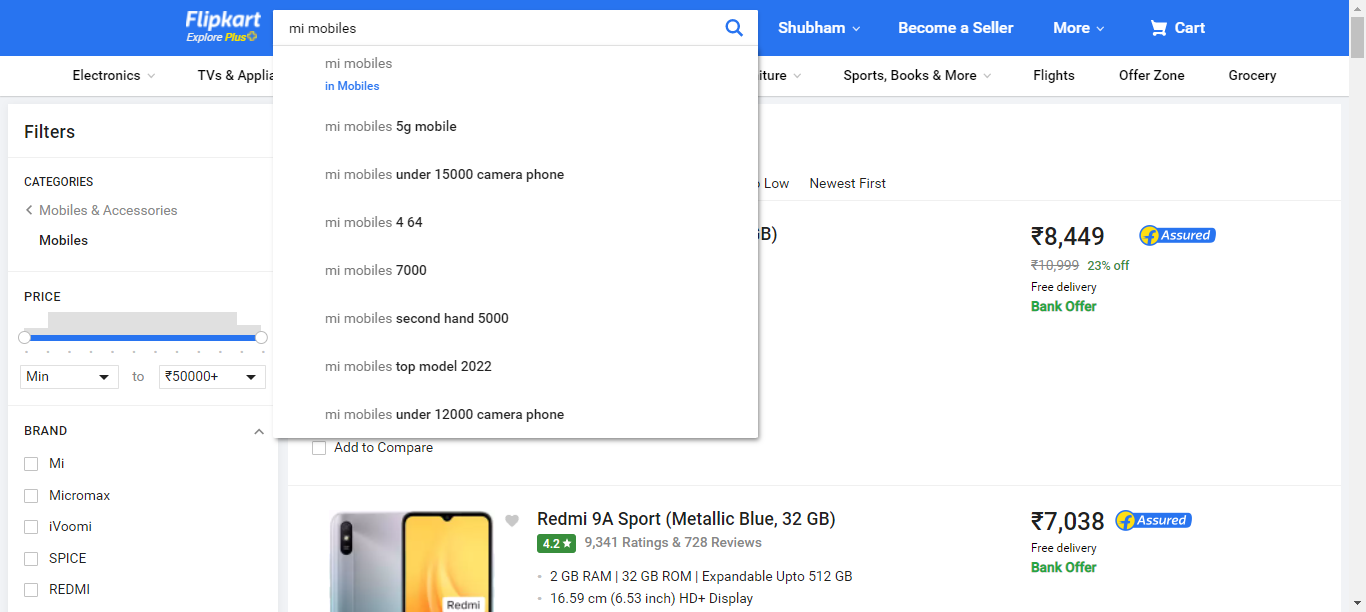 Flipkart
Explore Plus
mi mobiles
Shubham
Become a Seller
More
Cart
Electronics
TVs & Applia
iture
Sports, Books & More
Flights
Offer Zone
Grocery
mi mobiles
in Mobiles
mi mobiles 5g mobile
mi mobiles under 15000 camera phone
mi mobiles 4 64
mi mobiles 7000
mi mobiles second hand 5000
mi mobiles top model 2022
mi mobiles under 12000 camera phone
Filters
CATEGORIES
Mobiles & Accessories
Mobiles
PRICE
Min
to
₹50000+
BRAND
Mi
Micromax
iVoomi
SPICE
REDMI
Low
Newest First
GB)
₹8,449
Assured
₹10,999 23% off
Free delivery
Bank Offer
Add to Compare
Redmi
Redmi 9A Sport (Metallic Blue, 32 GB)
4.2 ★ 9,341 Ratings & 728 Reviews
2 GB RAM | 32 GB ROM | Expandable Upto 512 GB
16.59 cm (6.53 inch) HD+ Display
₹7,038
Assured
Free delivery
Bank Offer